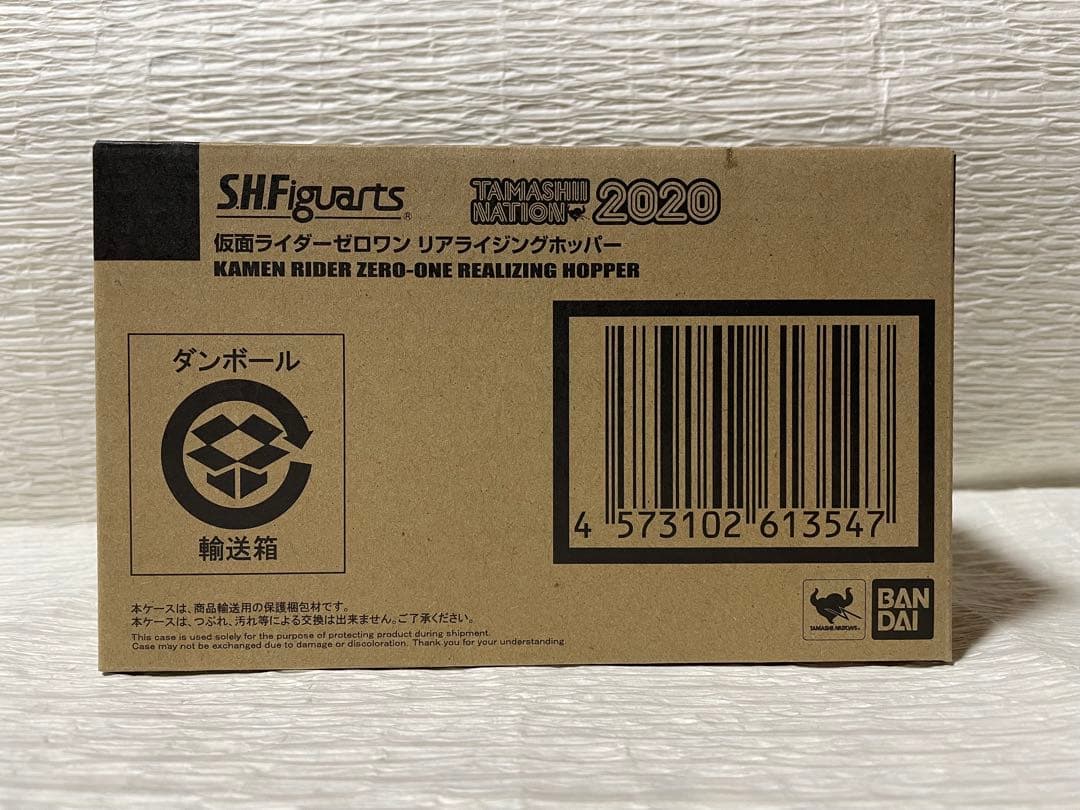 S.H.Figuarts®
TAMASHII NATION 2020
仮面ライダーゼロワン リアライジングホッパー
KAMEN RIDER ZERO-ONE REALIZING HOPPER
ダンボール
輸送箱
4 573102 613547
本ケースは、商品輸送用の保護梱包材です。
本ケースは、つぶれ、汚れ等による交換は出来ません。ご了承ください。
This case is used solely for the purpose of protecting product during shipment.
Case may not be exchanged due to damage or discoloration. Thank you for your understanding.
TAMASHII NATIONS
BAN
DAI